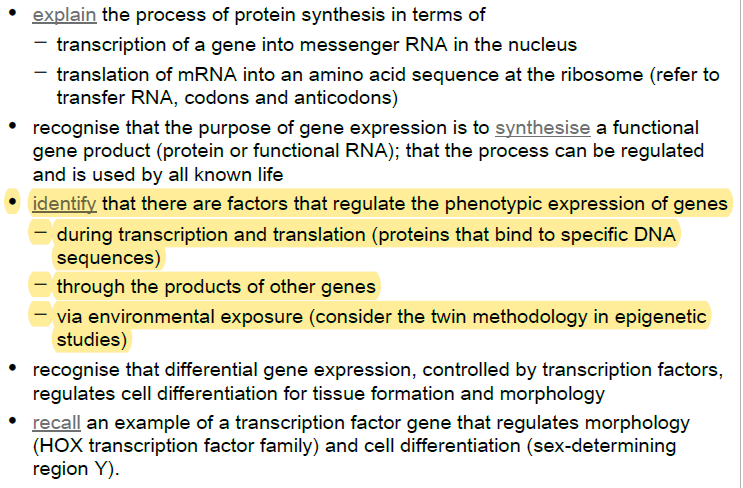 • explain the process of protein synthesis in terms of
– transcription of a gene into messenger RNA in the nucleus
– translation of mRNA into an amino acid sequence at the ribosome (refer to
transfer RNA, codons and anticodons)
• recognise that the purpose of gene expression is to synthesise a functional
gene product (protein or functional RNA); that the process can be regulated
and is used by all known life
• identify that there are factors that regulate the phenotypic expression of genes
– during transcription and translation (proteins that bind to specific DNA
sequences)
– through the products of other genes
– via environmental exposure (consider the twin methodology in epigenetic
studies)
• recognise that differential gene expression, controlled by transcription factors,
regulates cell differentiation for tissue formation and morphology
• recall an example of a transcription factor gene that regulates morphology
(HOX transcription factor family) and cell differentiation (sex-determining
region Y).